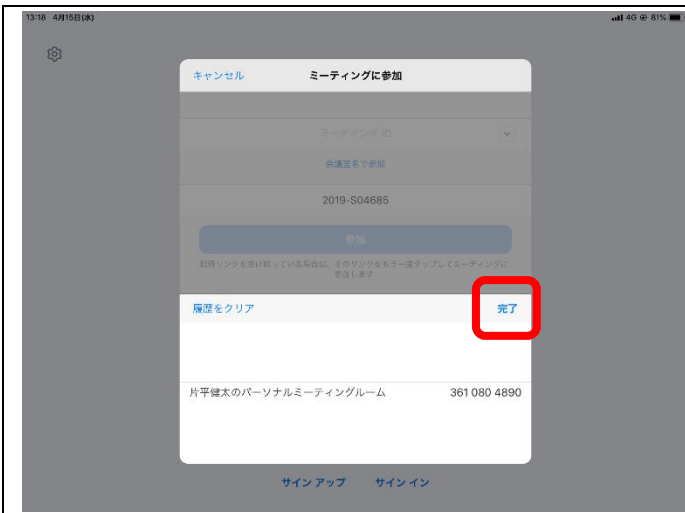 13:18 4月15日(水)
4G 81%
キャンセル ミーティングに参加
ミーティング ID
会議室名で参加
2019-S04685
参加
招待リンクを受け取っている場合は、そのリンクをもう一度タップしてミーティングに
参加します
履歴をクリア 完了
片平健太のパーソナルミーティングルーム 361 080 4890
サイン アップ サイン イン